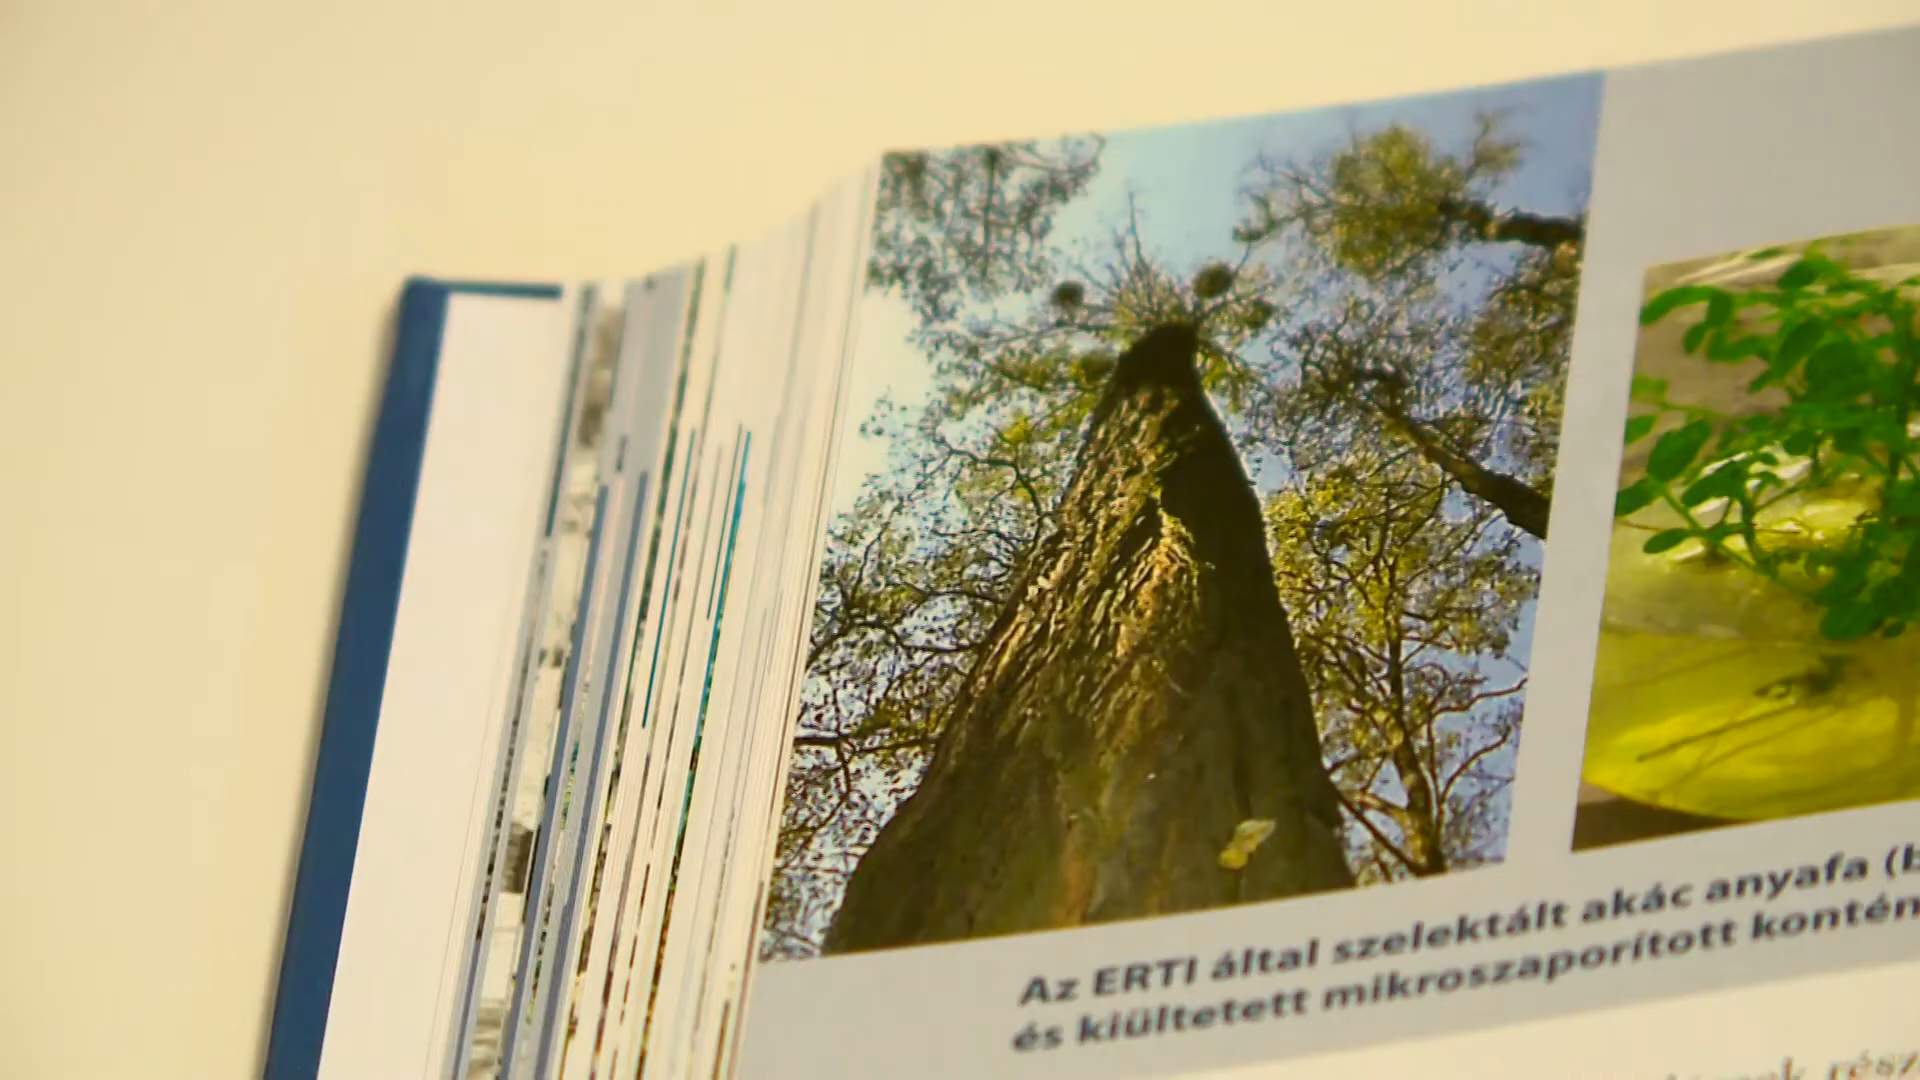 Az ERTI által szelektált akác anyafa (b
és kiültetett mikroszaporított kontén